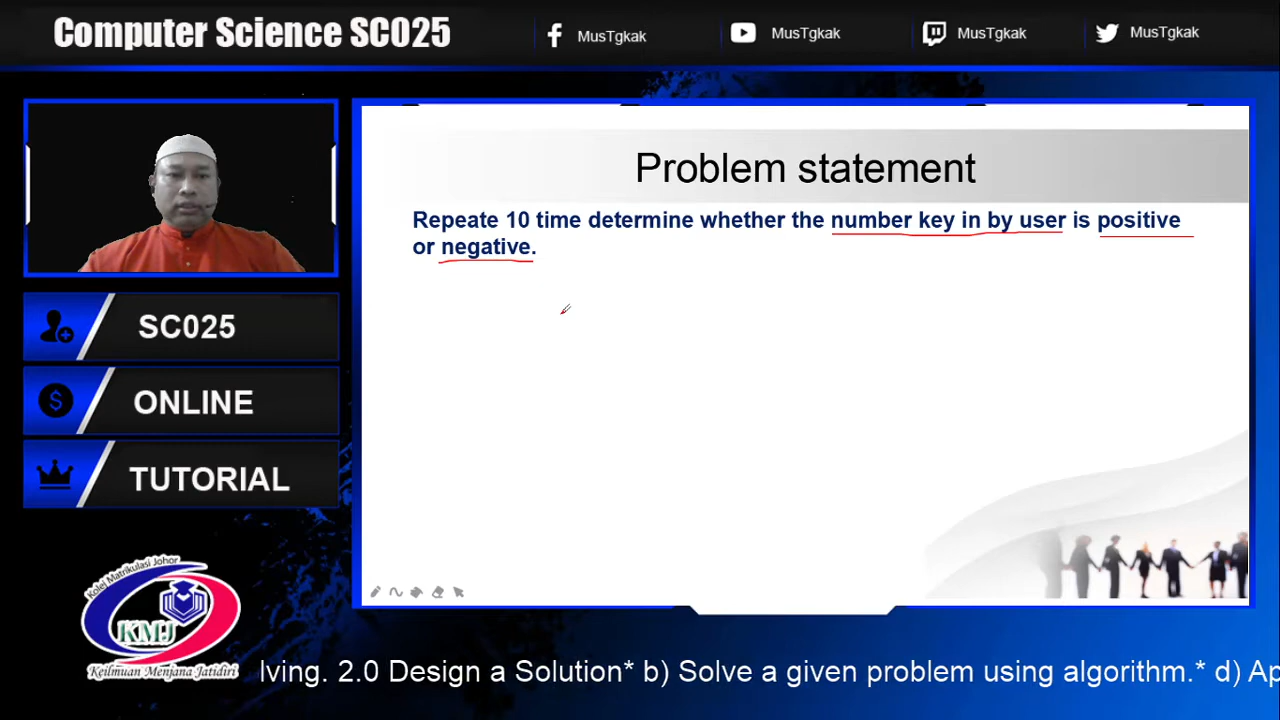 Computer Science SC025
MusTgkak
MusTgkak
MusTgkak
MusTgkak
Problem statement
Repeate 10 time determine whether the number key in by user is positive
or negative.
SC025
ONLINE
TUTORIAL
Kolej Matrikulasi Johor
KMJ
Keilmuan Menjana Jatidiri
lving. 2.0 Design a Solution* b) Solve a given problem using algorithm.* d) Ap